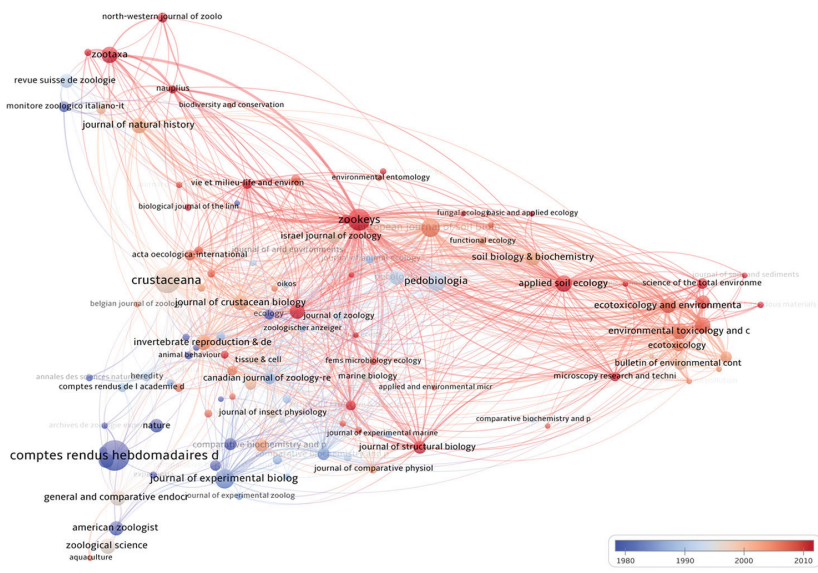 north-western journal of zoolo
zootaxa
revue suisse de zoologie
nauplius
monitore zoologico italiano-it
biodiversity and conservation
journal of natural history
environmental entomology
vie et milieu-life and environ
biological journal of the linn
fungal ecology
basic and applied ecology
zookeys
israel journal of zoology
functional ecology
acta oecologica-international
soil biology & biochemistry
crustaceana
oikos
pedobiologia
applied soil ecology
science of the total environme
journal of soil and sediments
belgian journal of zoology
journal of crustacean biology
ecology
journal of zoology
ecotoxicology and environmenta
zoologischer anzeiger
environmental toxicology and c
invertebrate reproduction & de
ecotoxicology
animal behaviour
tissue & cell
fems microbiology ecology
bulletin of environmental cont
heredity
canadian journal of zoology-re
marine biology
microscopy research and techni
comptes rendus de l academie d
applied and environmental micr
journal of insect physiology
comparative biochemistry and p
nature
journal of experimental marine
comparative biochemistry and p
journal of structural biology
comptes rendus hebdomadaires d
journal of comparative physiol
journal of experimental biolog
general and comparative endocr
journal of experimental zoolog
american zoologist
zoological science
aquaculture
1980 1990 2000 2010